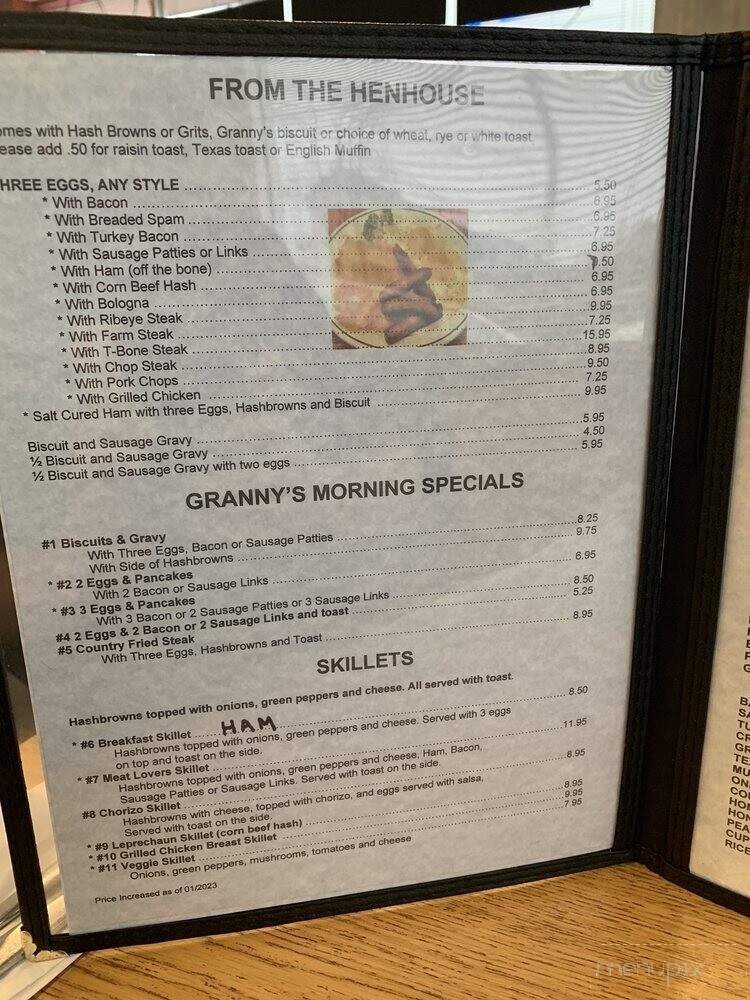 FROM THE HENHOUSE
omes with Hash Browns or Grits, Granny's biscuit or choice of wheat, rye or white toast.
ease add .50 for raisin toast, Texas toast or English Muffin
HREE EGGS, ANY STYLE 5.50
* With Bacon 6.95
* With Breaded Spam 6.95
* With Turkey Bacon 7.25
* With Sausage Patties or Links 6.95
* With Ham (off the bone) 7.50
* With Corn Beef Hash 6.95
* With Bologna 6.95
* With Ribeye Steak 9.95
* With Farm Steak 7.25
* With T-Bone Steak 15.95
* With Chop Steak 8.95
* With Pork Chops 9.50
* With Grilled Chicken 7.25
* Salt Cured Ham with three Eggs, Hashbrowns and Biscuit 9.95
Biscuit and Sausage Gravy 5.95
½ Biscuit and Sausage Gravy 4.50
½ Biscuit and Sausage Gravy with two eggs 5.95
GRANNY'S MORNING SPECIALS
#1 Biscuits & Gravy
With Three Eggs, Bacon or Sausage Patties 8.25
With Side of Hashbrowns 9.75
* #2 2 Eggs & Pancakes
With 2 Bacon or Sausage Links 6.95
* #3 3 Eggs & Pancakes
With 3 Bacon or 2 Sausage Patties or 3 Sausage Links 8.50
#4 2 Eggs & 2 Bacon or 2 Sausage Links and toast 5.25
#5 Country Fried Steak
With Three Eggs, Hashbrowns and Toast 8.95
SKILLETS
Hashbrowns topped with onions, green peppers and cheese. All served with toast.
* #6 Breakfast Skillet HAM 8.50
Hashbrowns topped with onions, green peppers and cheese. Served with 3 eggs
on top and toast on the side.
* #7 Meat Lovers Skillet 11.95
Hashbrowns topped with onions, green peppers and cheese, Ham, Bacon,
Sausage Patties or Sausage Links. Served with toast on the side.
#8 Chorizo Skillet 8.95
Hashbrowns with cheese, topped with chorizo, and eggs served with salsa,
Served with toast on the side.
* #9 Leprechaun Skillet (corn beef hash) 8.95
* #10 Grilled Chicken Breast Skillet 9.95
* #11 Veggie Skillet 7.95
Onions, green peppers, mushrooms, tomatoes and cheese
Price Increased as of 01/2023
menupix